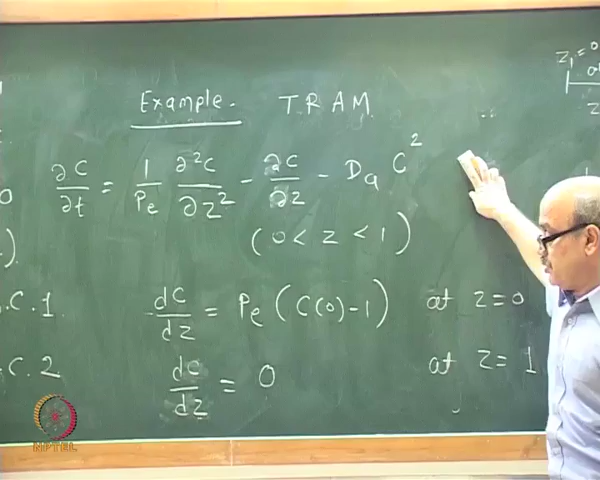 Example. TRAM
z₁=0
∂C/∂t = 1/Pe ∂²C/∂z² - ∂C/∂z - Da C²
(0 < z < 1)
.C.1 dC/dz = Pe (C(0)-1) at z=0
.C.2 dC/dz = 0 at z=1
NPTEL